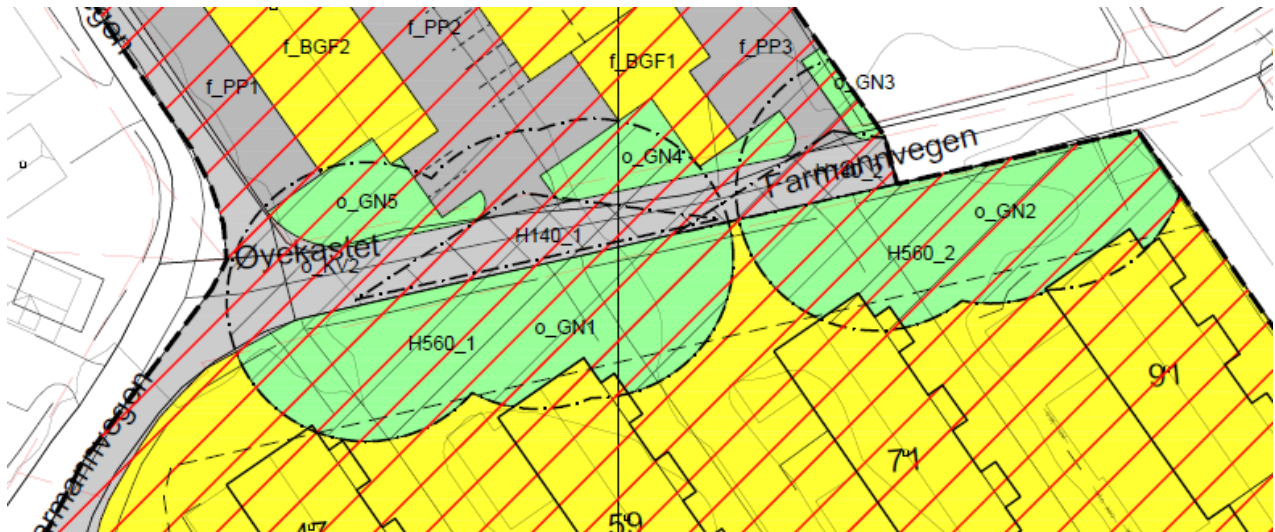 f_PP2
f_BGF2
f_PP3
f_BGF1
f_PP1
o_GN3
Farmannvegen
o_GN4
o_GN5
o_GN2
H140_1
Øvekastet
o_KV2
H560_2
o_GN1
H560_1
91
71
59
47